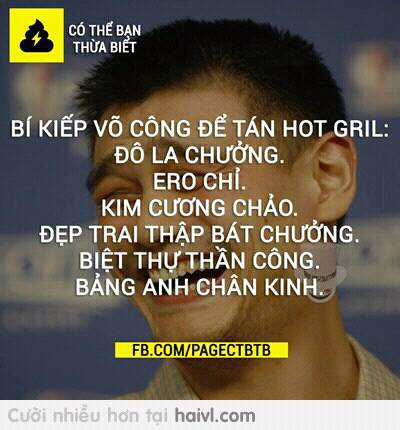 CÓ THỂ BẠN
THỪA BIẾT
BÍ KIẾP VÕ CÔNG ĐỂ TÁN HOT GRIL:
ĐÔ LA CHƯỞNG.
ERO CHỈ.
KIM CƯƠNG CHẢO.
ĐẸP TRAI THẬP BÁT CHƯỞNG.
BIỆT THỰ THẦN CÔNG.
BẢNG ANH CHÂN KINH.
FB.COM/PAGECTBTB
Cười nhiều hơn tại haivl.com